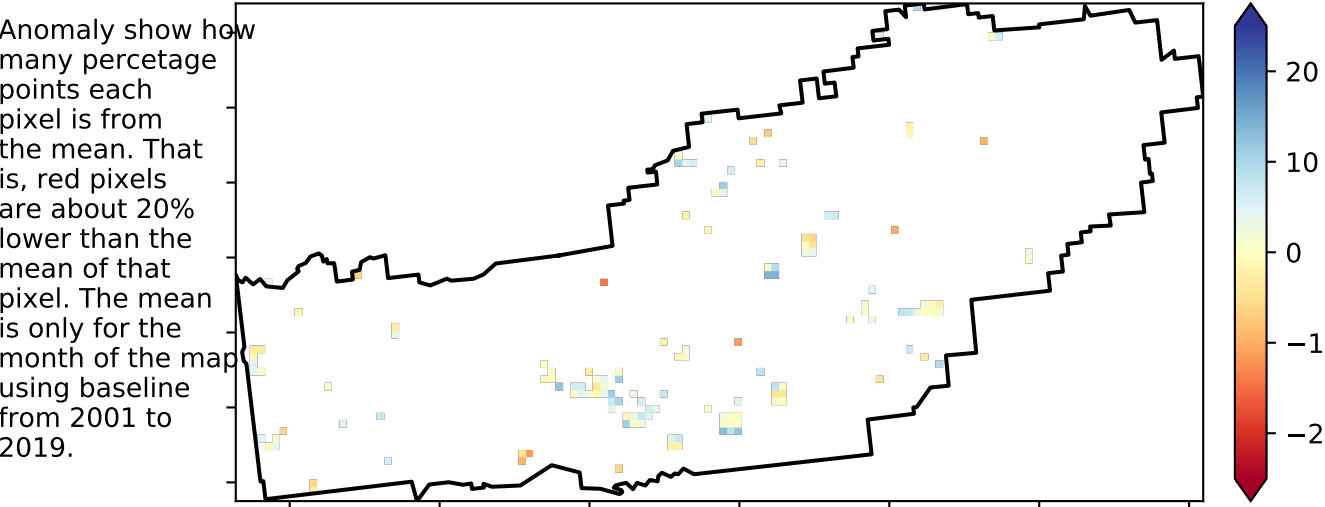 Anomaly show how
many percetage
points each
pixel is from
the mean. That
is, red pixels
are about 20%
lower than the
mean of that
pixel. The mean
is only for the
month of the map
using baseline
from 2001 to
2019.
20
10
0
−1
−2